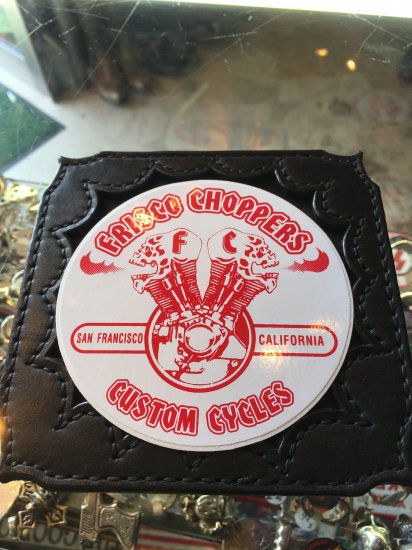 FRISCO CHOPPERS
F C
SAN FRANCISCO CALIFORNIA
CUSTOM CYCLES